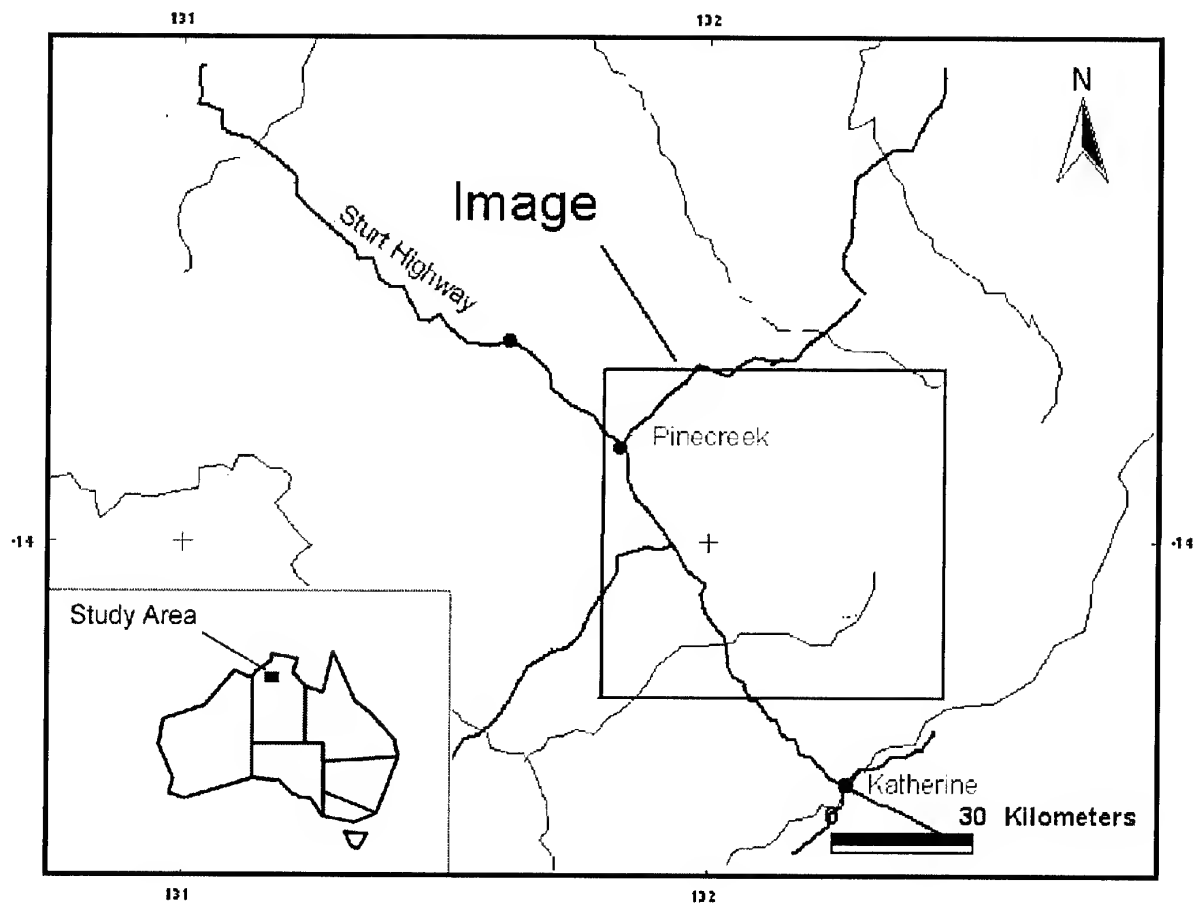 131 132
N
Image
Sturt Highway
Pinecreek
-14 -14
Study Area
Katherine
0 30 Kilometers
131 132